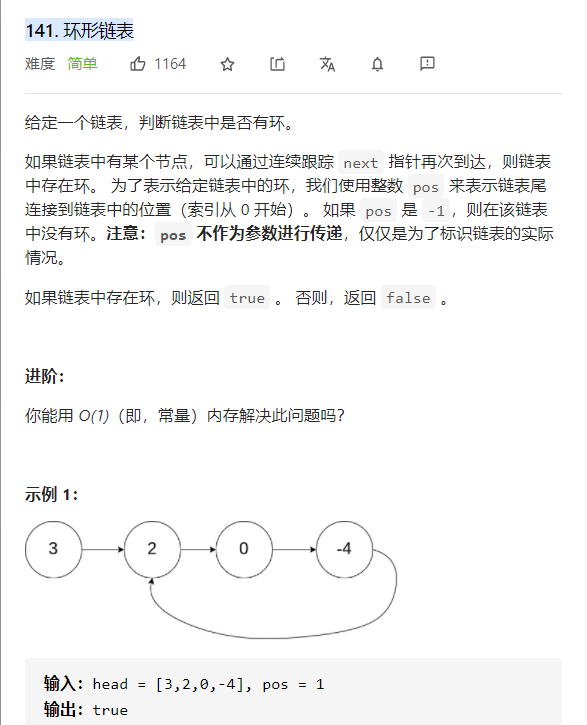 141. 环形链表
难度 简单 1164
给定一个链表，判断链表中是否有环。
如果链表中有某个节点，可以通过连续跟踪 next 指针再次到达，则链表
中存在环。 为了表示给定链表中的环，我们使用整数 pos 来表示链表尾
连接到链表中的位置（索引从 0 开始）。 如果 pos 是 -1，则在该链表
中没有环。注意：pos 不作为参数进行传递，仅仅是为了标识链表的实际
情况。
如果链表中存在环，则返回 true 。 否则，返回 false 。
进阶：
你能用 O(1)（即，常量）内存解决此问题吗？
示例 1：
3 2 0 -4
输入：head = [3,2,0,-4], pos = 1
输出：true